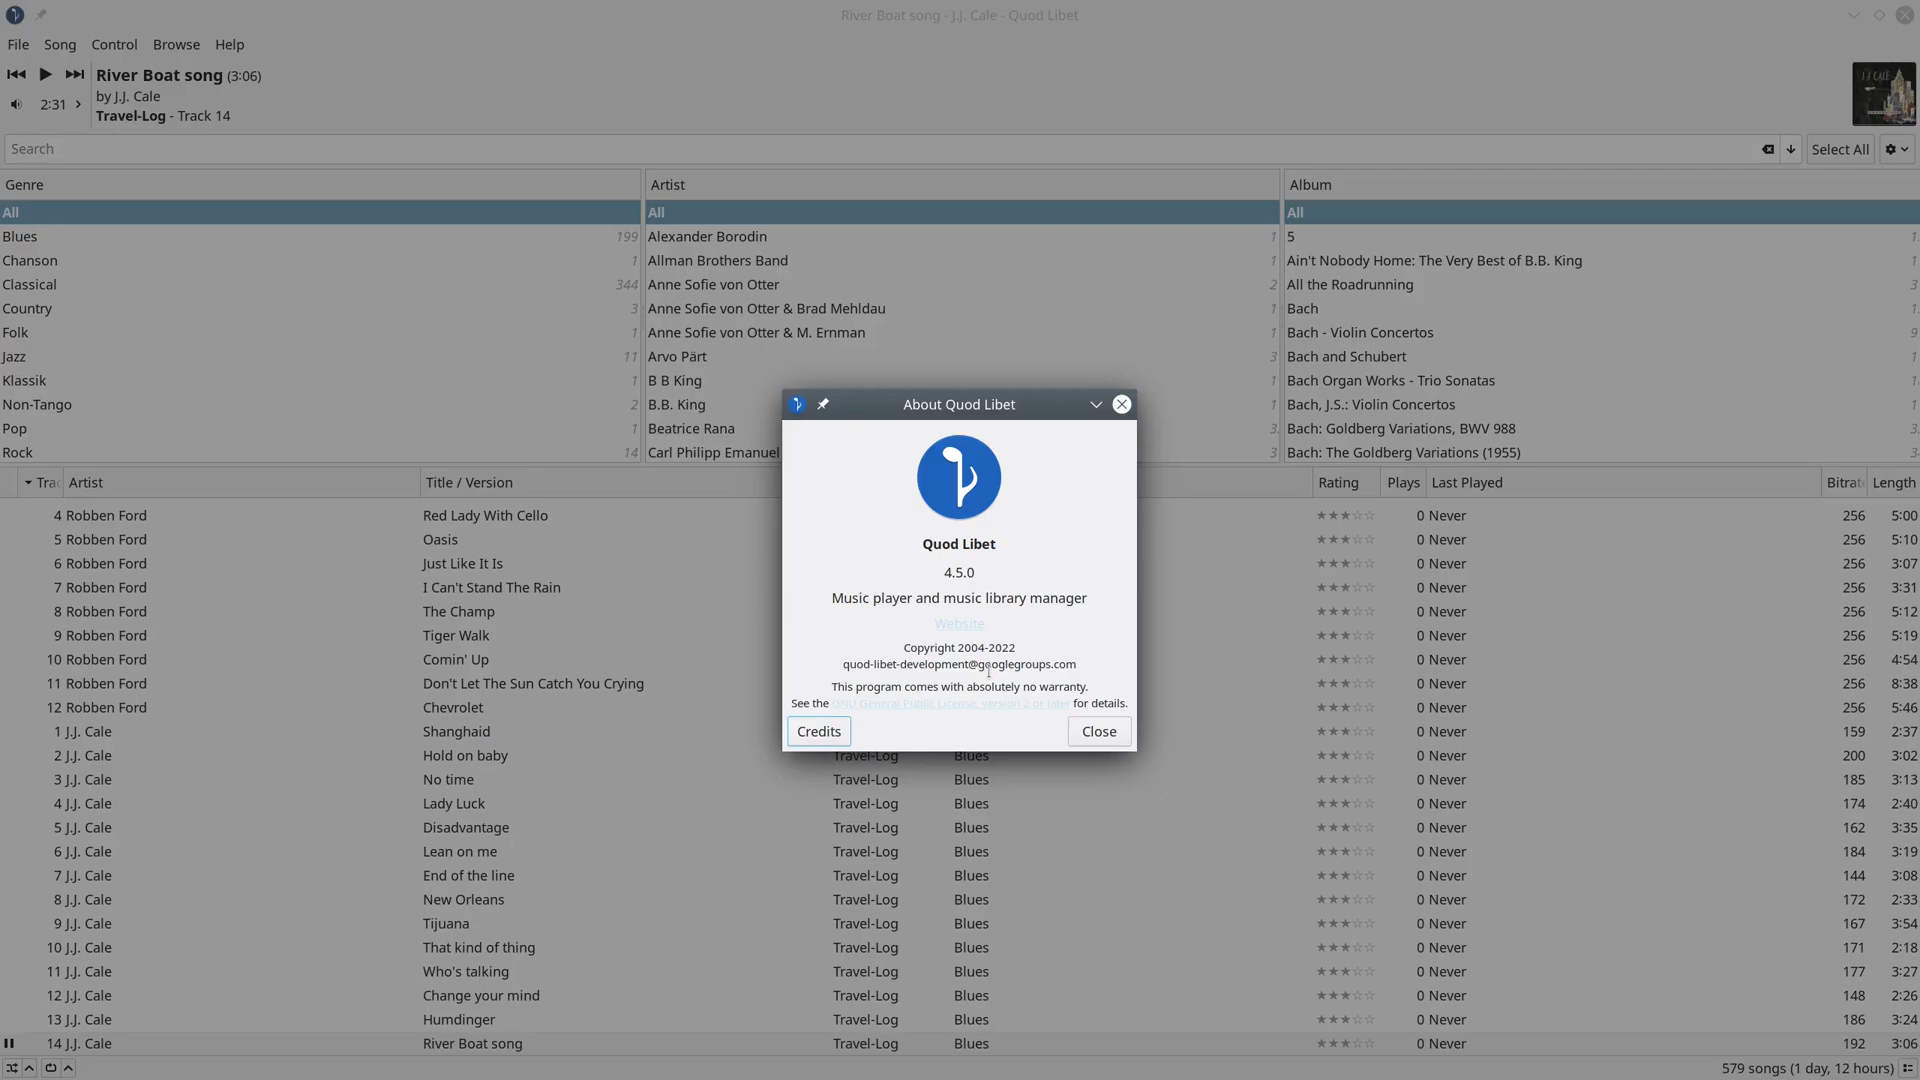 River Boat song - J.J. Cale - Quod Libet
File Song Control Browse Help
River Boat song (3:06)
by J.J. Cale
2:31
Travel-Log - Track 14
JJ CALE
Search
Select All
Genre Artist Album
All All All
Blues 199 Alexander Borodin 1 5
Chanson 1 Allman Brothers Band 1 Ain't Nobody Home: The Very Best of B.B. King
Classical 344 Anne Sofie von Otter 2 All the Roadrunning
Country 3 Anne Sofie von Otter & Brad Mehldau 1 Bach
Folk 1 Anne Sofie von Otter & M. Ernman 1 Bach - Violin Concertos 9
Jazz 11 Arvo Pärt 3 Bach and Schubert
Klassik 1 B B King 1 Bach Organ Works - Trio Sonatas
Non-Tango 2 B.B. King 1 Bach, J.S.: Violin Concertos
Pop 1 Beatrice Rana 3 Bach: Goldberg Variations, BWV 988
Rock 14 Carl Philipp Emanuel 3 Bach: The Goldberg Variations (1955)
About Quod Libet
Quod Libet
4.5.0
Music player and music library manager
Website
Copyright 2004-2022
quod-libet-development@googlegroups.com
This program comes with absolutely no warranty.
See the GNU General Public License, version 2 or later for details.
Credits Close
Trac Artist Title / Version Rating Plays Last Played Bitrate Length
4 Robben Ford Red Lady With Cello ★★★☆☆ 0 Never 256 5:00
5 Robben Ford Oasis ★★★☆☆ 0 Never 256 5:10
6 Robben Ford Just Like It Is ★★★☆☆ 0 Never 256 3:07
7 Robben Ford I Can't Stand The Rain ★★★☆☆ 0 Never 256 3:31
8 Robben Ford The Champ ★★★☆☆ 0 Never 256 5:12
9 Robben Ford Tiger Walk ★★★☆☆ 0 Never 256 5:19
10 Robben Ford Comin' Up ★★★☆☆ 0 Never 256 4:54
11 Robben Ford Don't Let The Sun Catch You Crying ★★★☆☆ 0 Never 256 8:38
12 Robben Ford Chevrolet ★★★☆☆ 0 Never 256 5:46
1 J.J. Cale Shanghaid ★★★☆☆ 0 Never 159 2:37
2 J.J. Cale Hold on baby Travel-Log Blues ★★★☆☆ 0 Never 200 3:02
3 J.J. Cale No time Travel-Log Blues ★★★☆☆ 0 Never 185 3:13
4 J.J. Cale Lady Luck Travel-Log Blues ★★★☆☆ 0 Never 174 2:40
5 J.J. Cale Disadvantage Travel-Log Blues ★★★☆☆ 0 Never 162 3:35
6 J.J. Cale Lean on me Travel-Log Blues ★★★☆☆ 0 Never 184 3:19
7 J.J. Cale End of the line Travel-Log Blues ★★★☆☆ 0 Never 144 3:08
8 J.J. Cale New Orleans Travel-Log Blues ★★★☆☆ 0 Never 172 2:33
9 J.J. Cale Tijuana Travel-Log Blues ★★★☆☆ 0 Never 167 3:54
10 J.J. Cale That kind of thing Travel-Log Blues ★★★☆☆ 0 Never 171 2:18
11 J.J. Cale Who's talking Travel-Log Blues ★★★☆☆ 0 Never 177 3:27
12 J.J. Cale Change your mind Travel-Log Blues ★★★☆☆ 0 Never 148 2:26
13 J.J. Cale Humdinger Travel-Log Blues ★★★☆☆ 0 Never 186 3:24
14 J.J. Cale River Boat song Travel-Log Blues ★★★☆☆ 0 Never 192 3:06
579 songs (1 day, 12 hours)